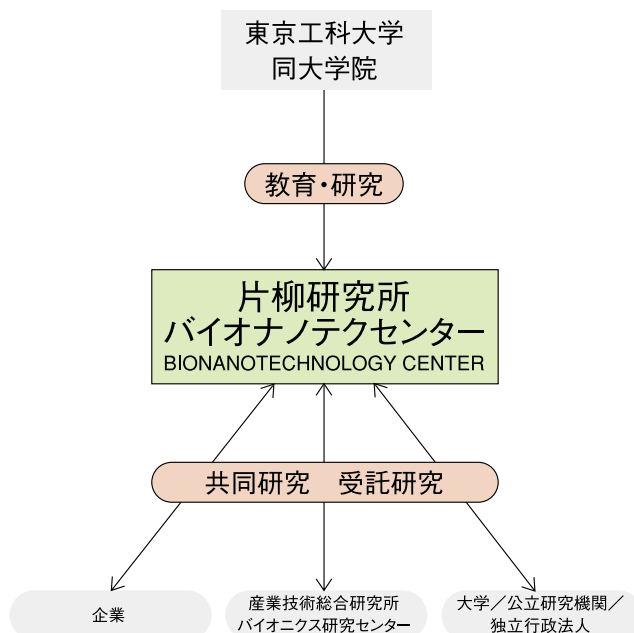 東京工科大学
同大学院
教育・研究
片柳研究所
バイオナノテクセンター
BIONANOTECHNOLOGY CENTER
共同研究　受託研究
企業
産業技術総合研究所
バイオニクス研究センター
大学／公立研究機関／
独立行政法人